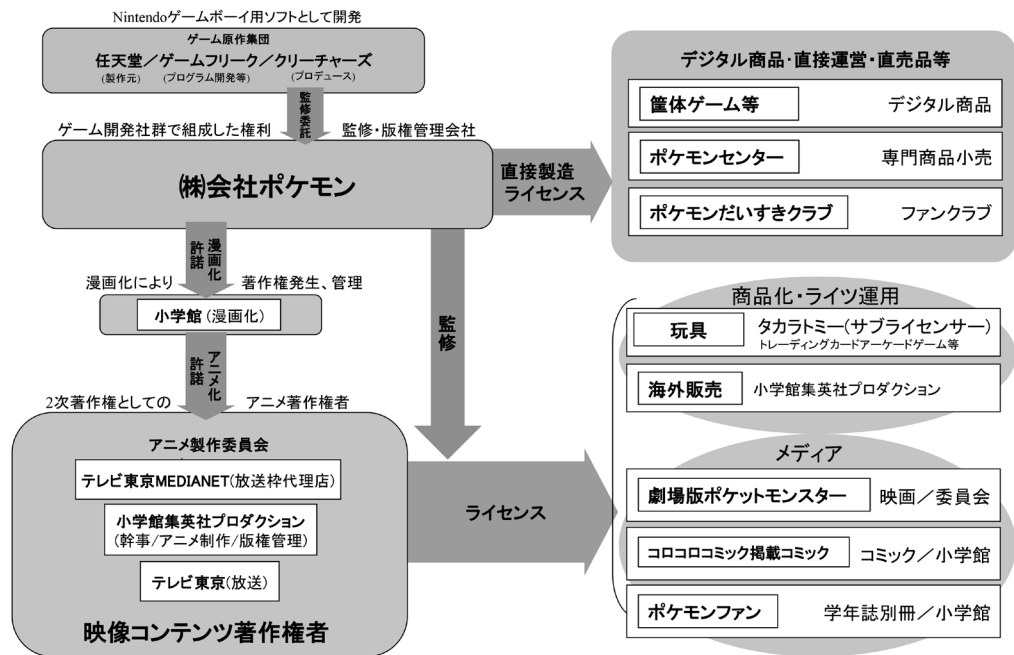 Nintendoゲームボーイ用ソフトとして開発
ゲーム原作集団
任天堂／ゲームフリーク／クリーチャーズ
(製作元) (プログラム開発等) (プロデュース)
監修委託
ゲーム開発社群で組成した権利 監修・版権管理会社
㈱会社ポケモン
漫画化
許諾
漫画化により 著作権発生、管理
小学館(漫画化)
アニメ化
許諾
2次著作権としての アニメ著作権者
アニメ製作委員会
テレビ東京MEDIANET(放送枠代理店)
小学館集英社プロダクション
(幹事/アニメ制作/版権管理)
テレビ東京(放送)
映像コンテンツ著作権者
直接製造
ライセンス
監修
ライセンス
デジタル商品・直接運営・直売品等
筐体ゲーム等 デジタル商品
ポケモンセンター 専門商品小売
ポケモンだいすきクラブ ファンクラブ
商品化・ライツ運用
玩具 タカラトミー(サブライセンサー)
トレーディングカードアーケードゲーム等
海外販売 小学館集英社プロダクション
メディア
劇場版ポケットモンスター 映画／委員会
コロコロコミック掲載コミック コミック／小学館
ポケモンファン 学年誌別冊／小学館